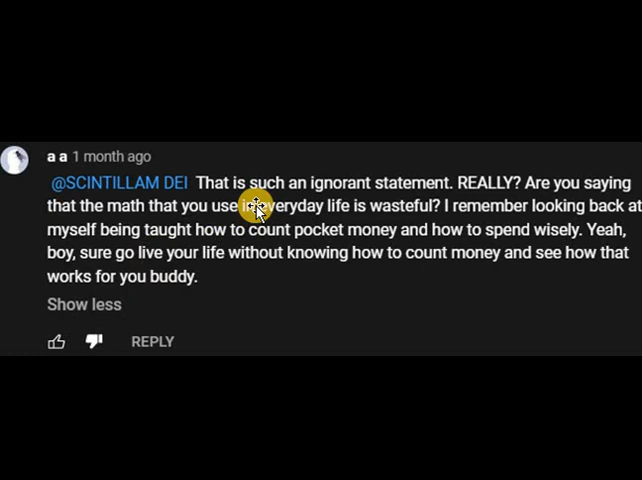 a a 1 month ago
@SCINTILLAM DEI That is such an ignorant statement. REALLY? Are you saying
that the math that you use in everyday life is wasteful? I remember looking back at
myself being taught how to count pocket money and how to spend wisely. Yeah,
boy, sure go live your life without knowing how to count money and see how that
works for you buddy.
Show less
REPLY